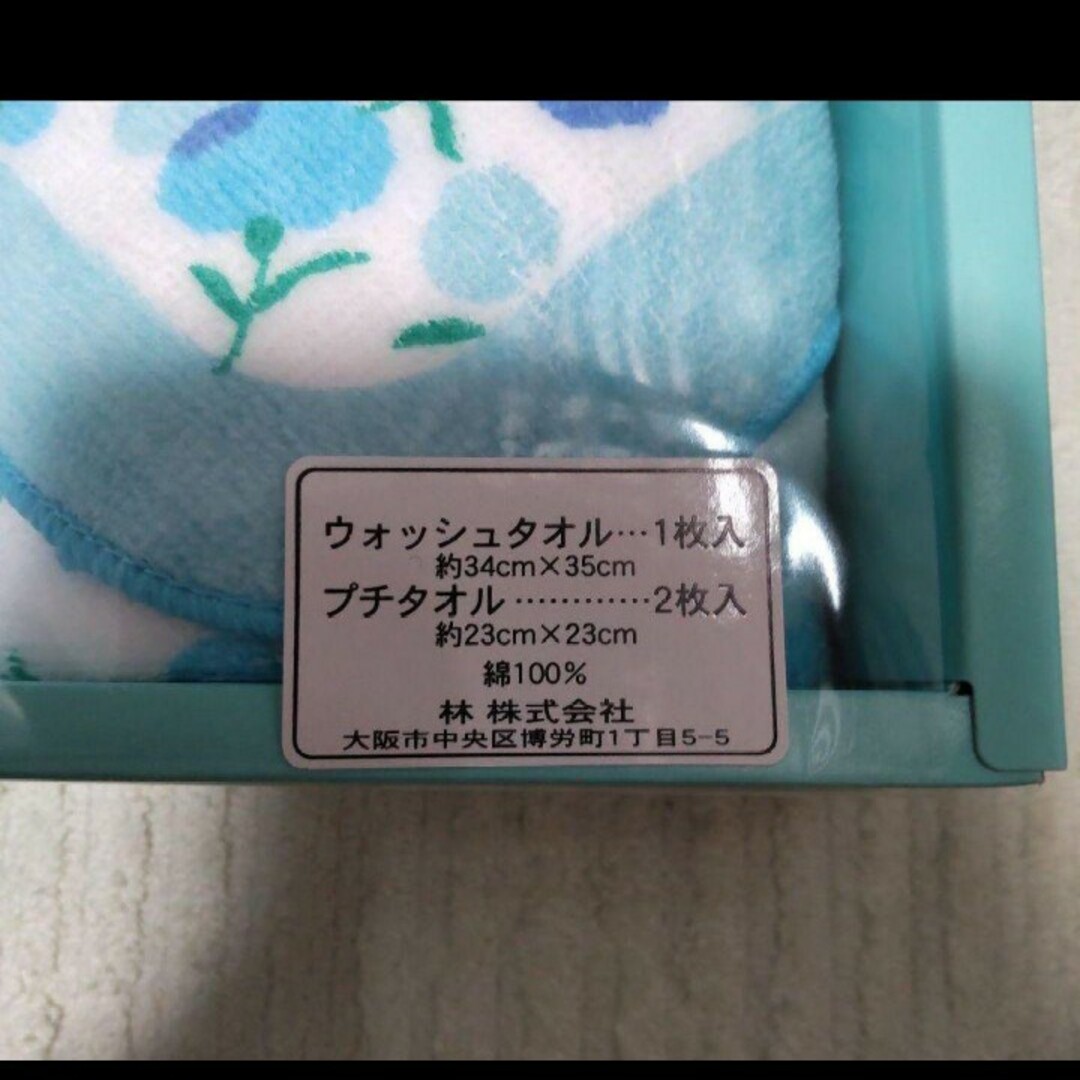 ウォッシュタオル…1枚入
約34cm×35cm
プチタオル…………2枚入
約23cm×23cm
綿100%
林 株式会社
大阪市中央区博労町1丁目5-5